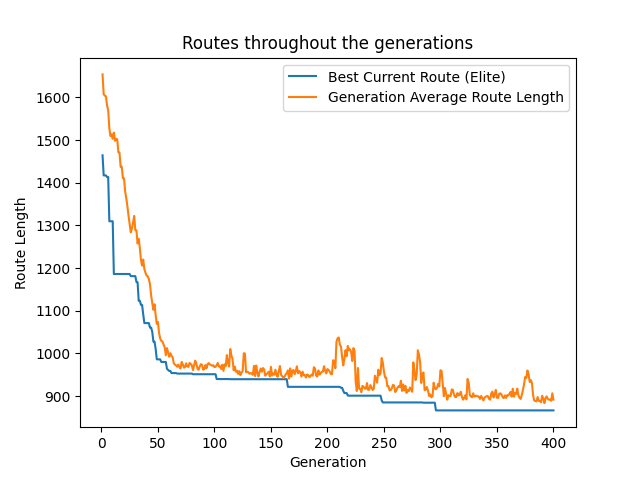 Routes throughout the generations
Best Current Route (Elite)
Generation Average Route Length
1600
1500
1400
1300
1200
1100
1000
900
Route Length
0 50 100 150 200 250 300 350 400
Generation